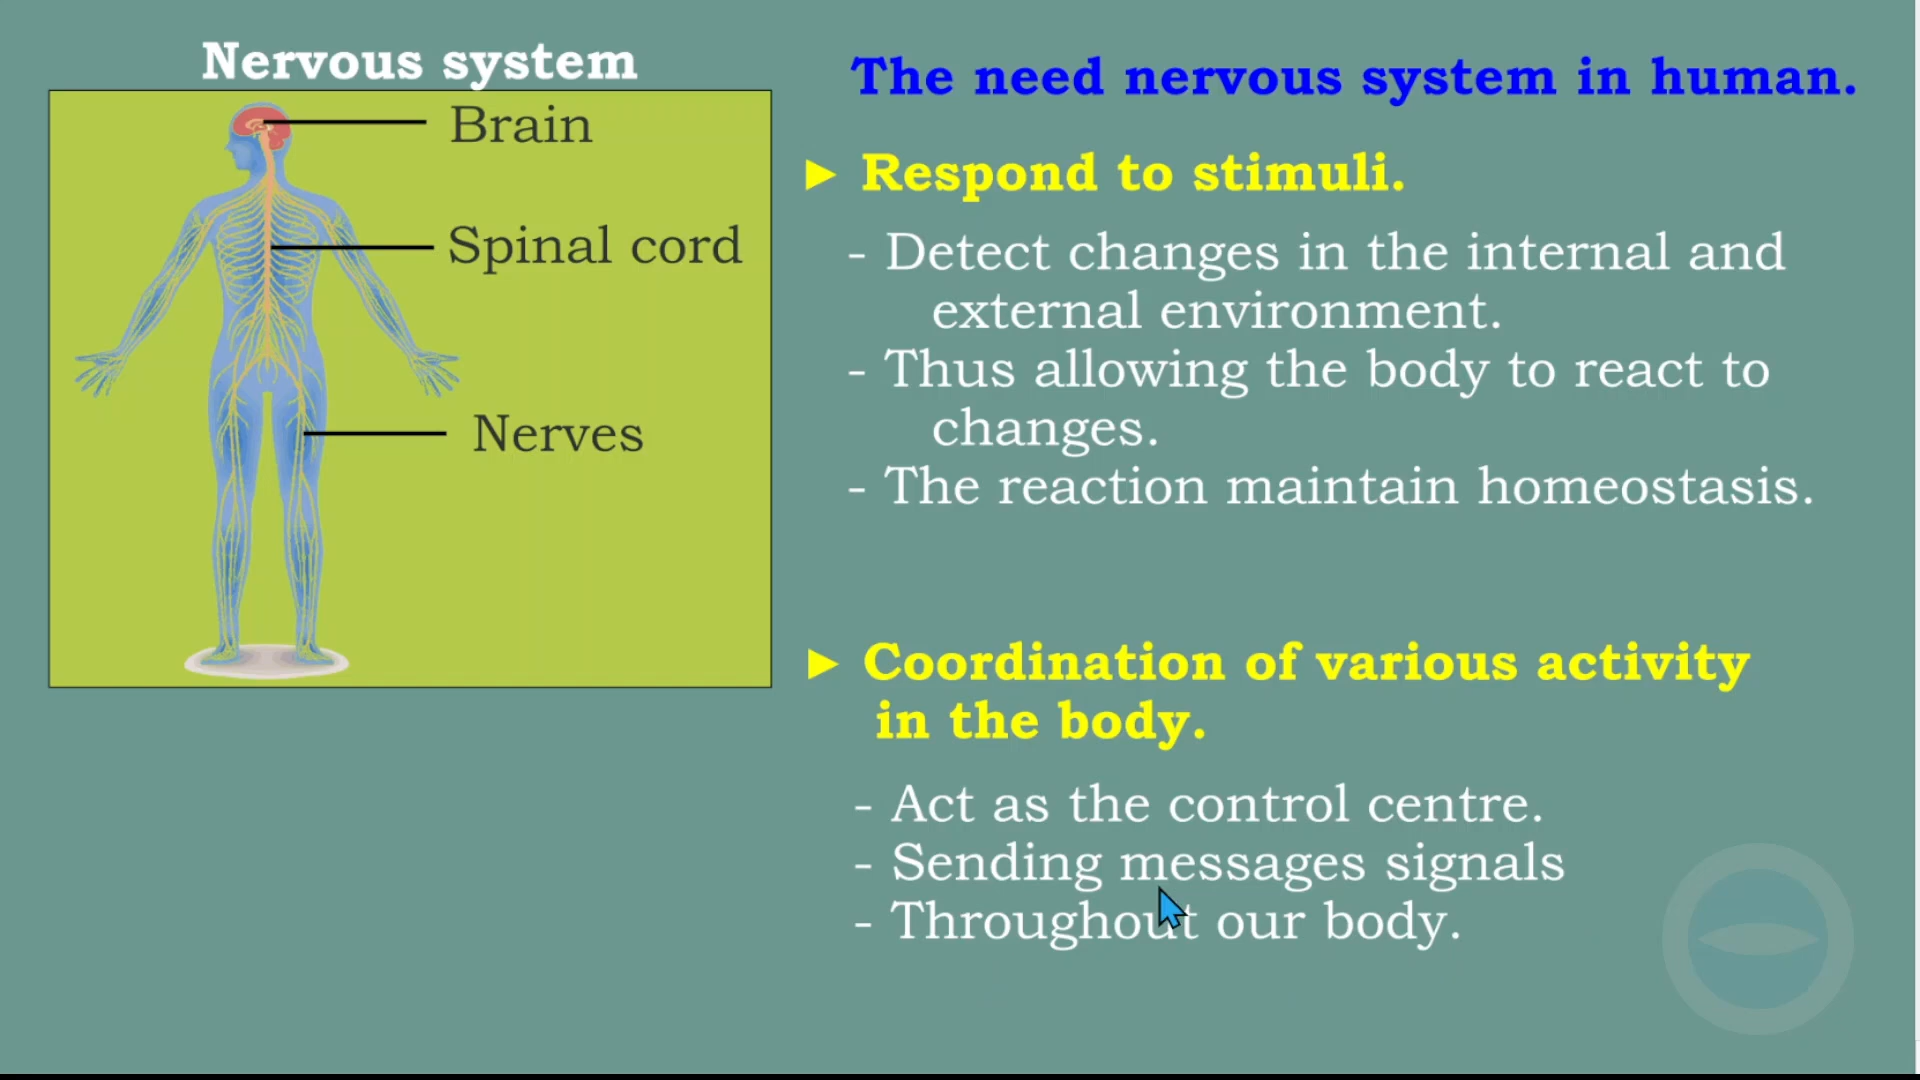 Nervous system
Brain
Spinal cord
Nerves
The need nervous system in human.
► Respond to stimuli.
- Detect changes in the internal and
external environment.
- Thus allowing the body to react to
changes.
- The reaction maintain homeostasis.
► Coordination of various activity
in the body.
- Act as the control centre.
- Sending messages signals
- Throughout our body.